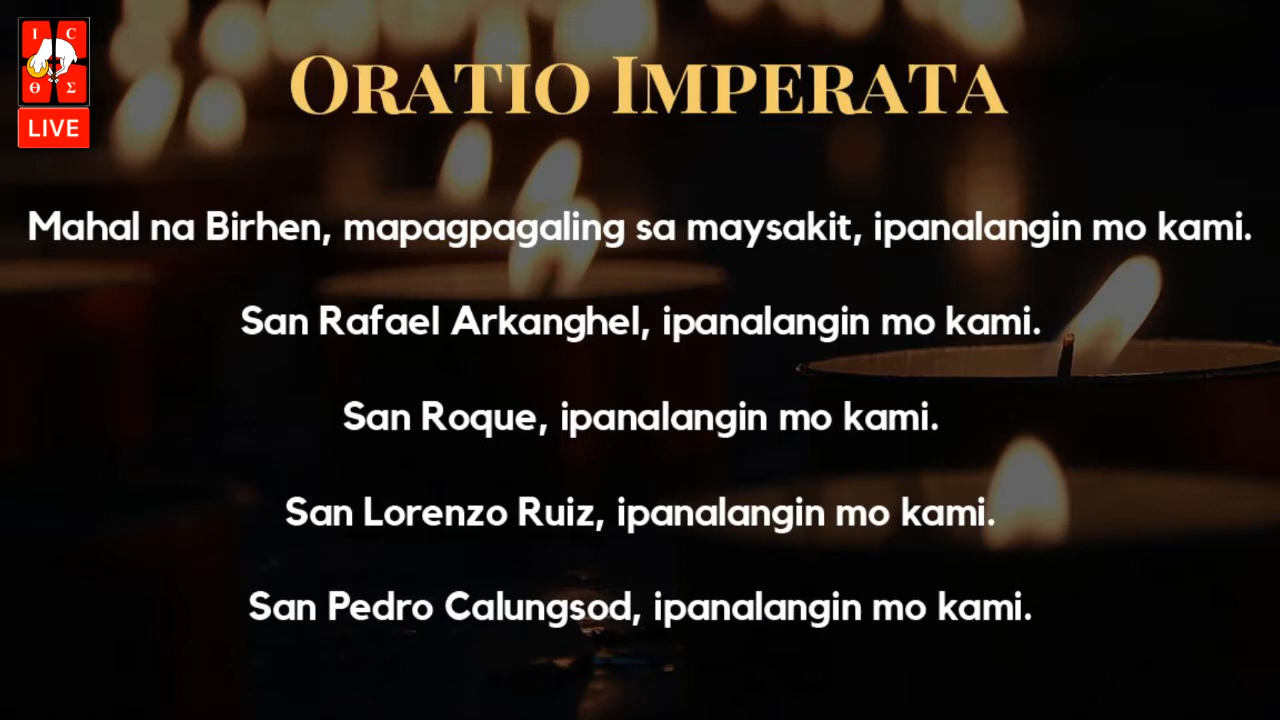 I C
Θ Σ
LIVE
ORATIO IMPERATA
Mahal na Birhen, mapagpagaling sa maysakit, ipanalangin mo kami.
San Rafael Arkanghel, ipanalangin mo kami.
San Roque, ipanalangin mo kami.
San Lorenzo Ruiz, ipanalangin mo kami.
San Pedro Calungsod, ipanalangin mo kami.